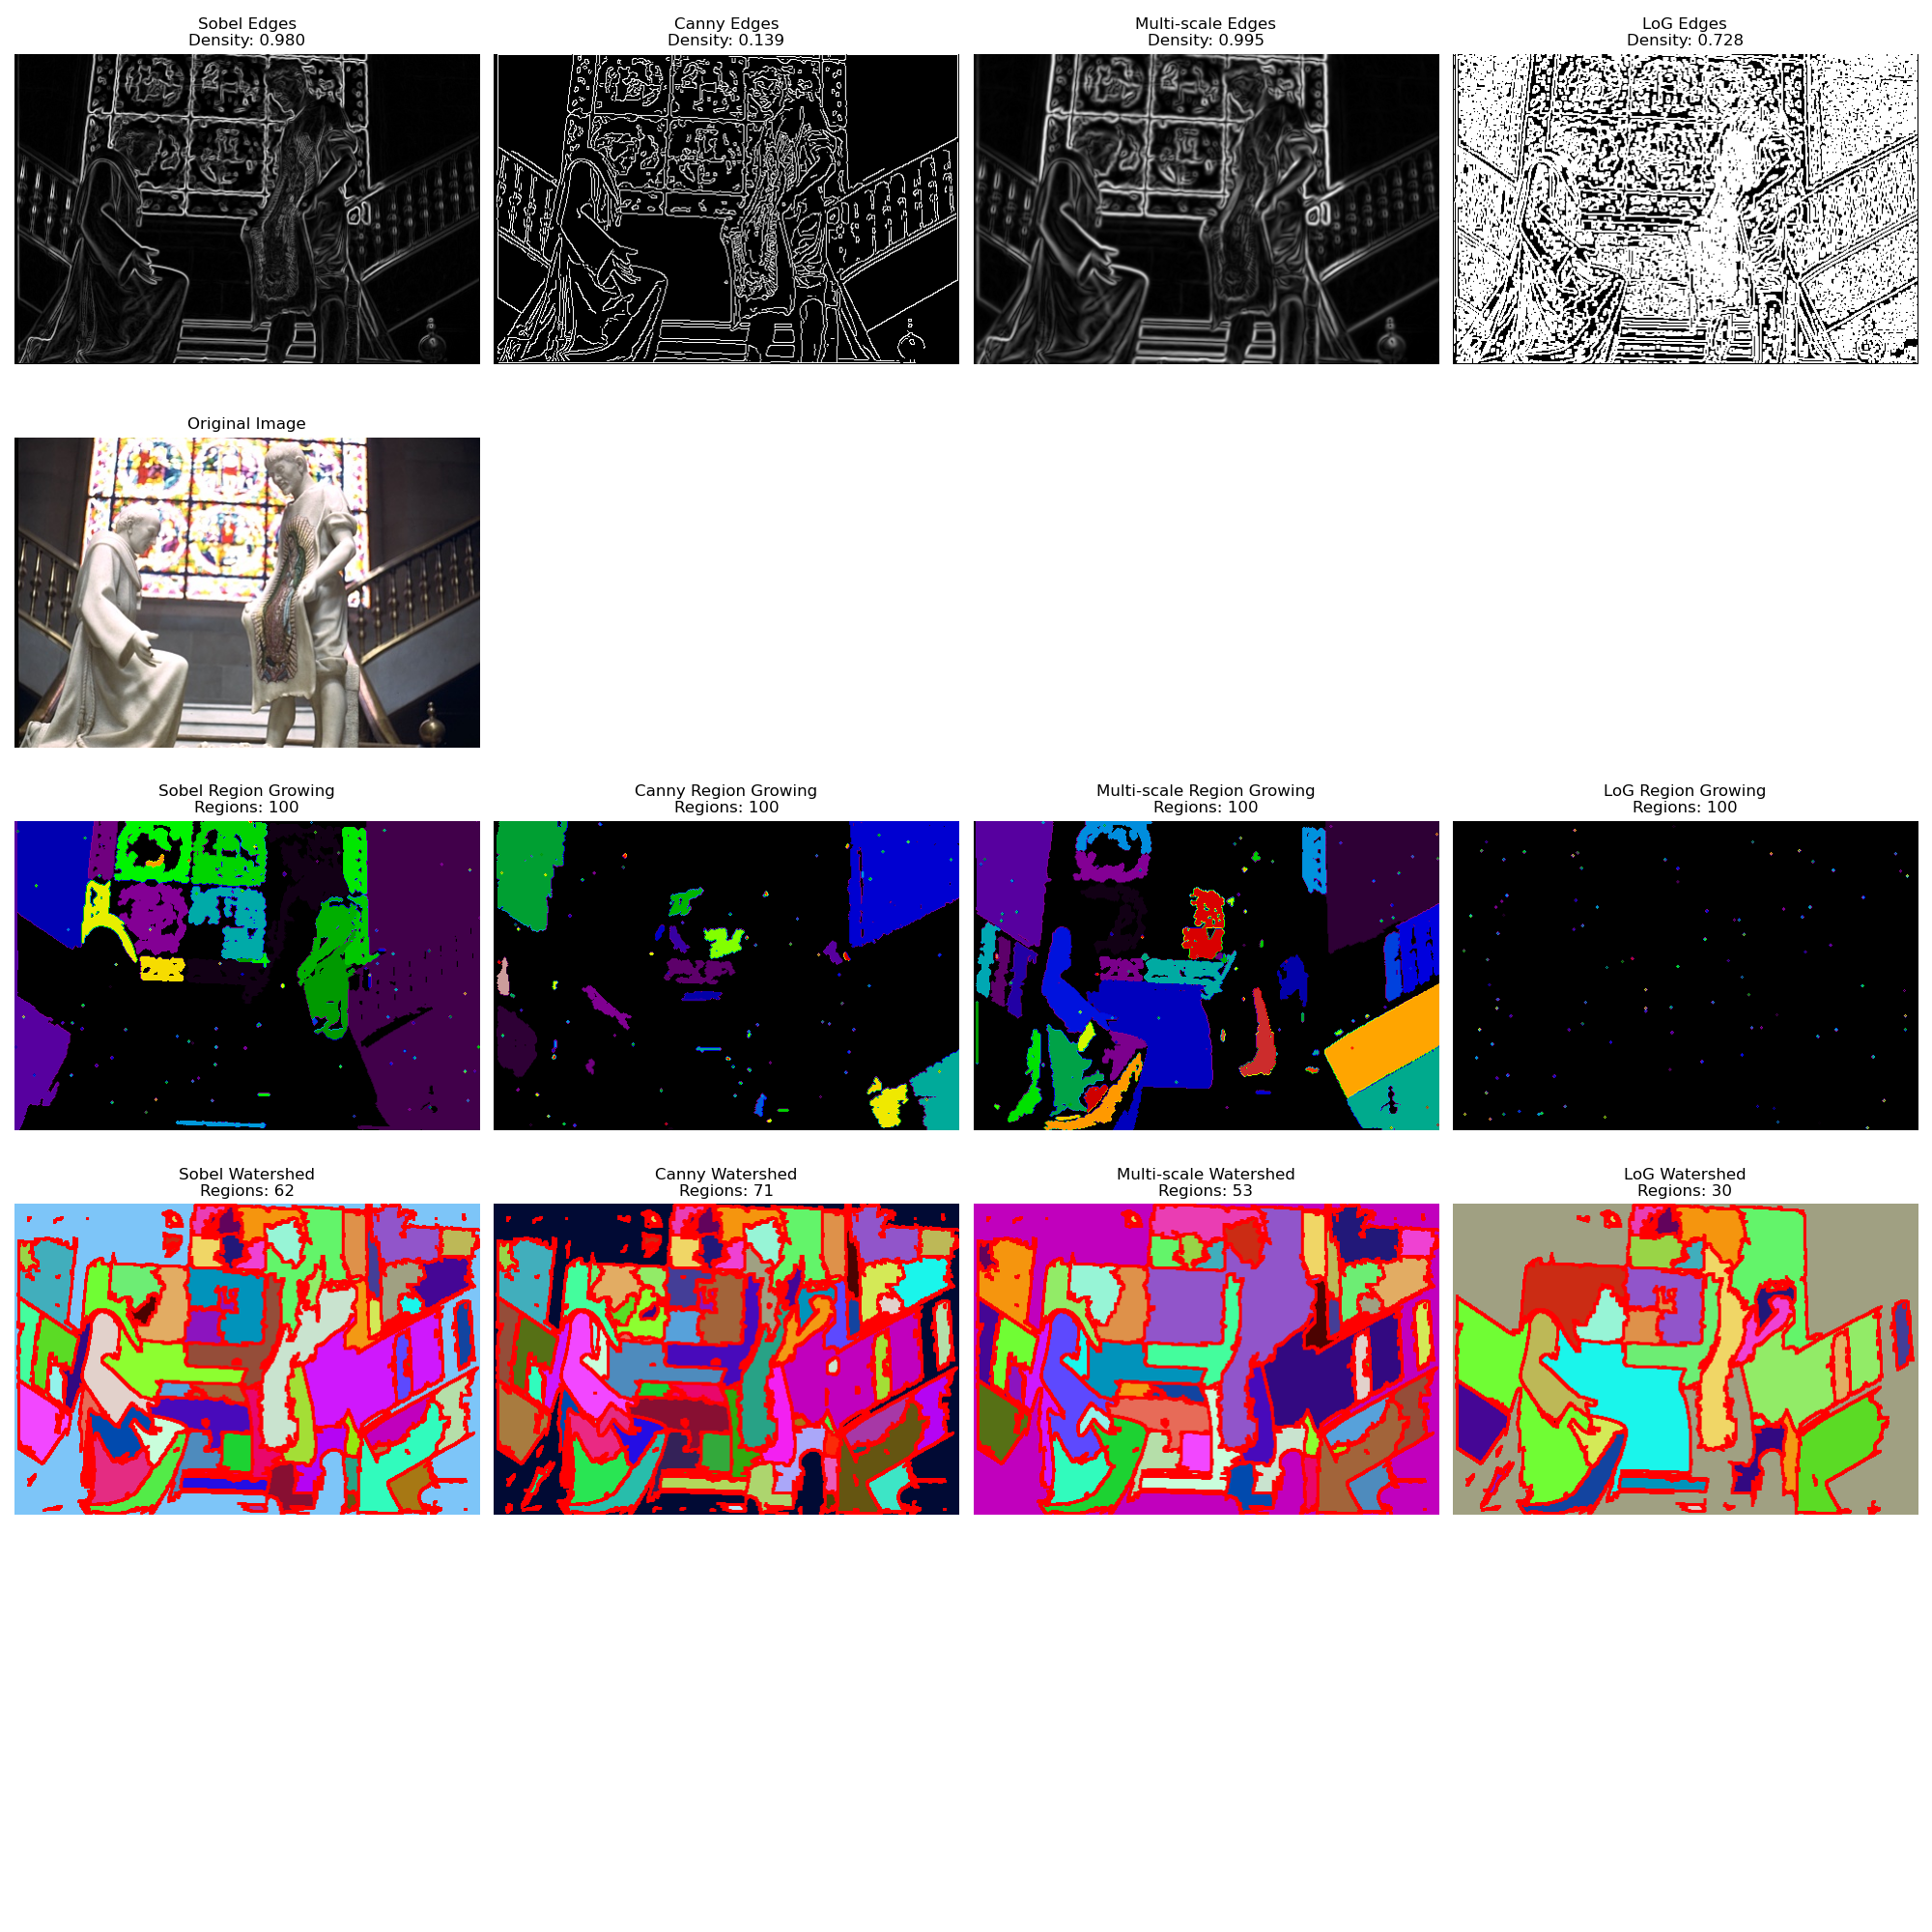 Sobel Edges
Density: 0.980
Canny Edges
Density: 0.139
Multi-scale Edges
Density: 0.995
LoG Edges
Density: 0.728
Original Image
Sobel Region Growing
Regions: 100
Canny Region Growing
Regions: 100
Multi-scale Region Growing
Regions: 100
LoG Region Growing
Regions: 100
Sobel Watershed
Regions: 62
Canny Watershed
Regions: 71
Multi-scale Watershed
Regions: 53
LoG Watershed
Regions: 30